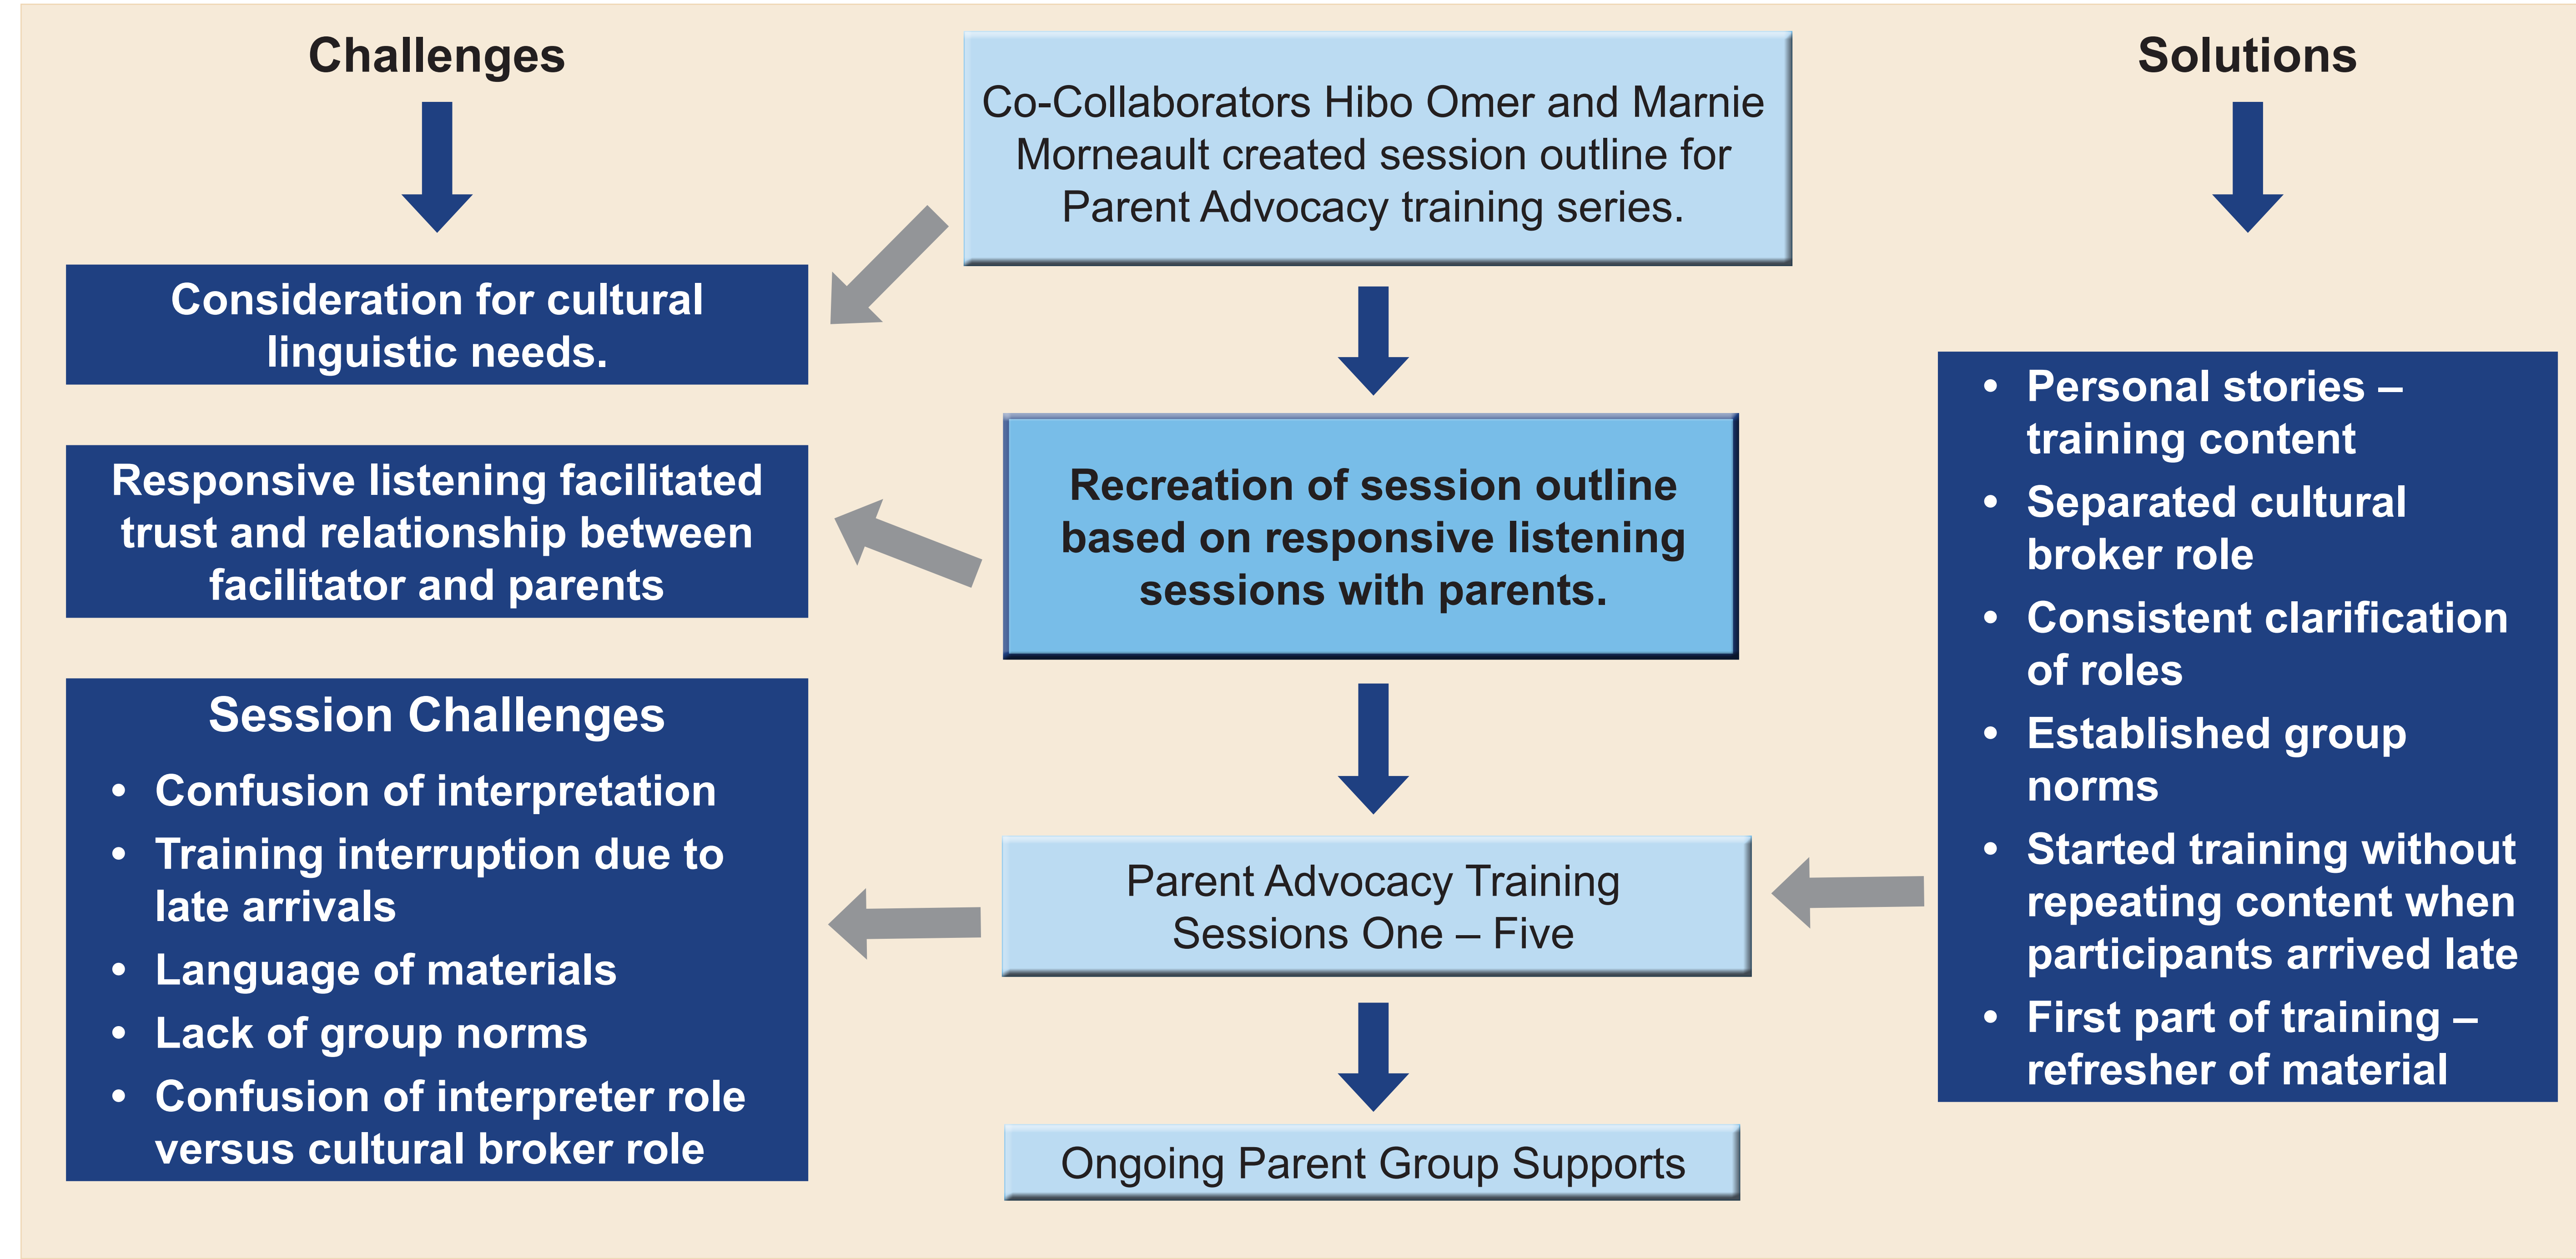 Challenges
Consideration for cultural
linguistic needs.
Responsive listening facilitated
trust and relationship between
facilitator and parents
Session Challenges
• Confusion of interpretation
• Training interruption due to
late arrivals
• Language of materials
• Lack of group norms
• Confusion of interpreter role
versus cultural broker role
Co-Collaborators Hibo Omer and Marnie
Morneault created session outline for
Parent Advocacy training series.
Recreation of session outline
based on responsive listening
sessions with parents.
Parent Advocacy Training
Sessions One – Five
Ongoing Parent Group Supports
Solutions
• Personal stories –
training content
• Separated cultural
broker role
• Consistent clarification
of roles
• Established group
norms
• Started training without
repeating content when
participants arrived late
• First part of training –
refresher of material